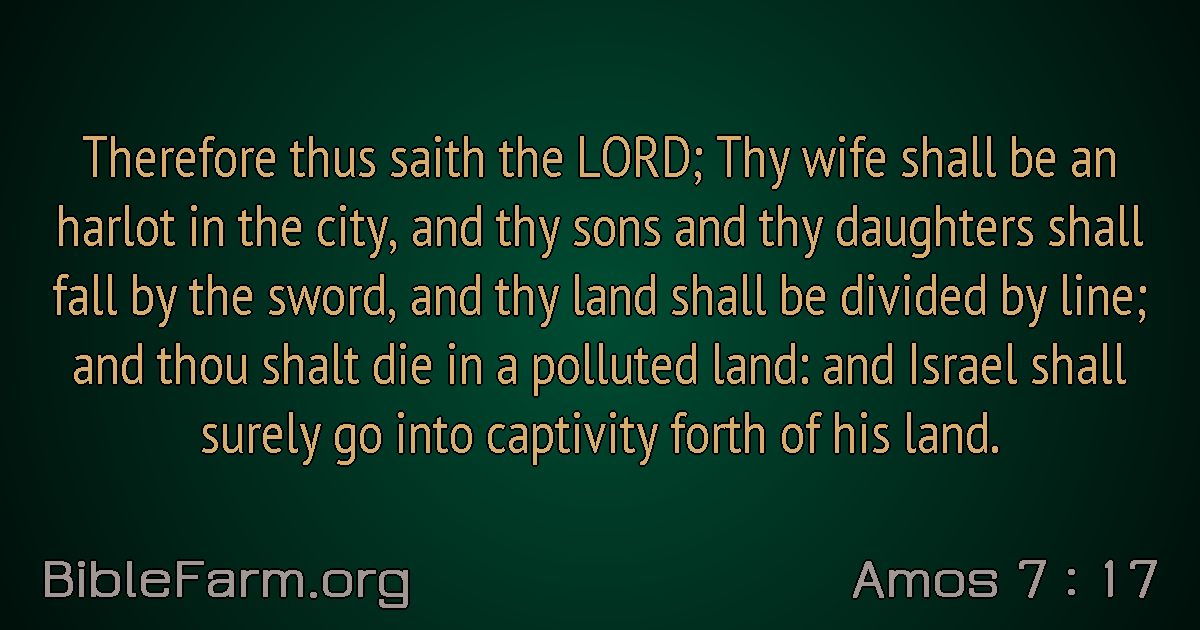 Therefore thus saith the LORD; Thy wife shall be an
harlot in the city, and thy sons and thy daughters shall
fall by the sword, and thy land shall be divided by line;
and thou shalt die in a polluted land: and Israel shall
surely go into captivity forth of his land.
BibleFarm.org
Amos 7 : 17